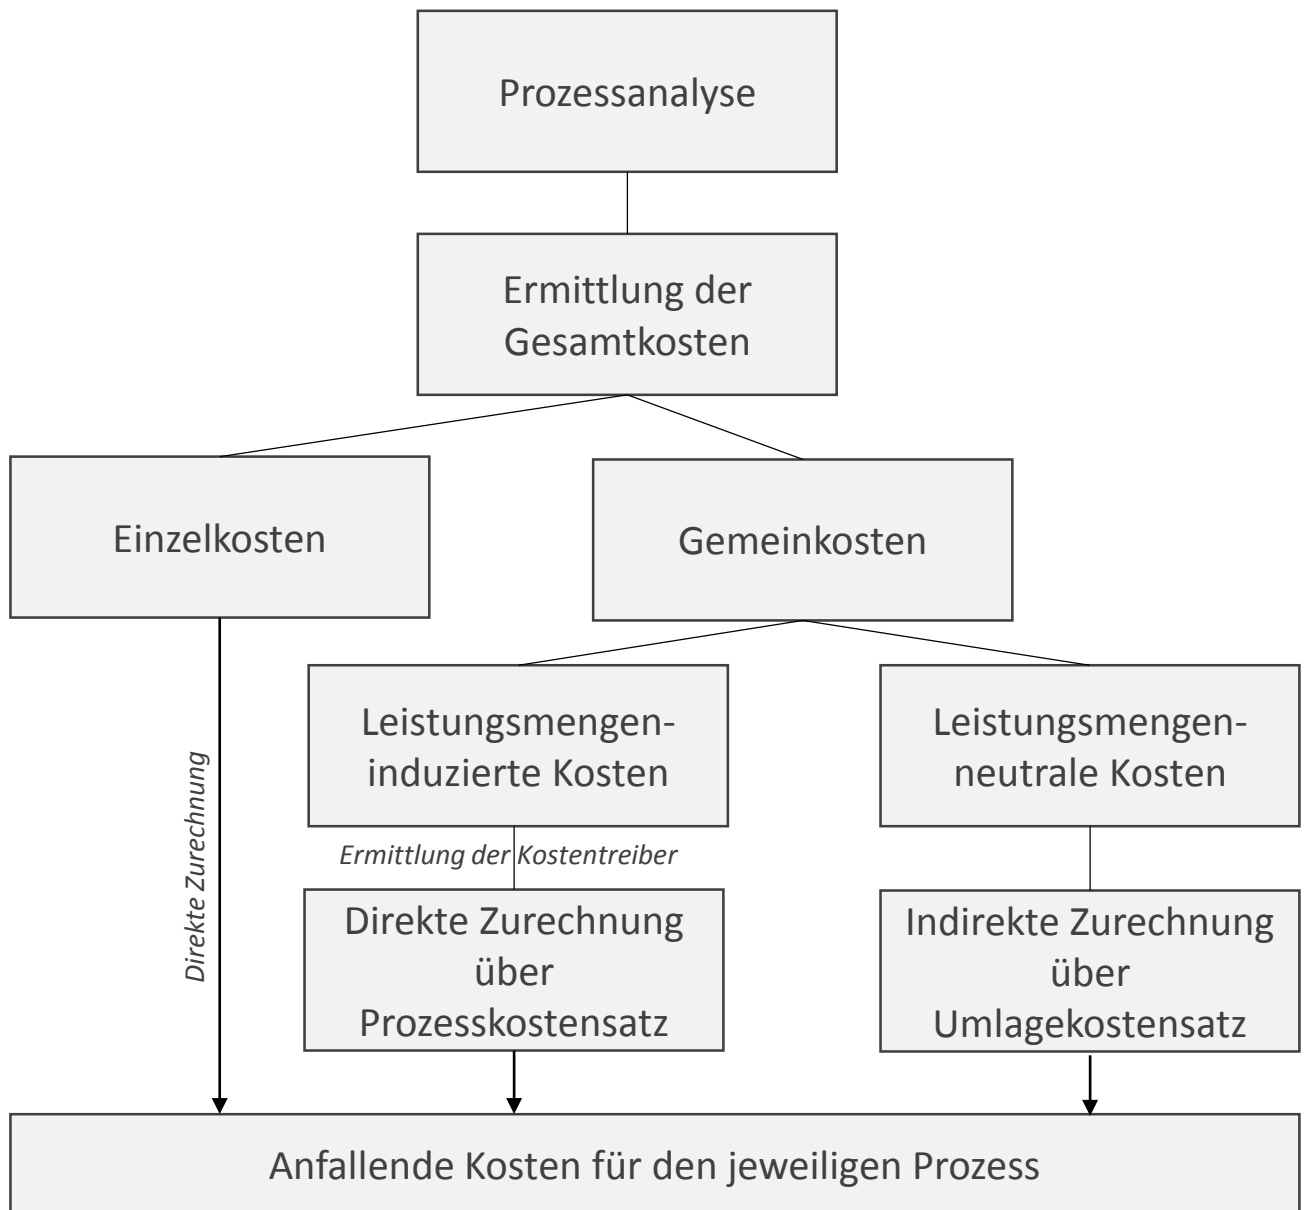 Prozessanalyse
Ermittlung der
Gesamtkosten
Einzelkosten
Gemeinkosten
Leistungsmengen-
induzierte Kosten
Leistungsmengen-
neutrale Kosten
Direkte Zurechnung
Ermittlung der Kostentreiber
Direkte Zurechnung
über
Prozesskostensatz
Indirekte Zurechnung
über
Umlagekostensatz
Anfallende Kosten für den jeweiligen Prozess